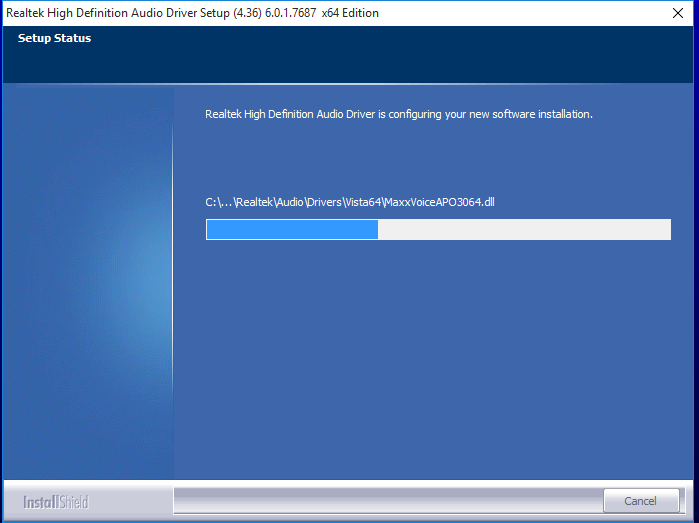 Realtek High Definition Audio Driver Setup (4.36) 6.0.1.7687 x64 Edition
Setup Status
Realtek High Definition Audio Driver is configuring your new software installation.
C:\...\Realtek\Audio\Drivers\Vista64\MaxxVoiceAPO3064.dll
InstallShield
Cancel